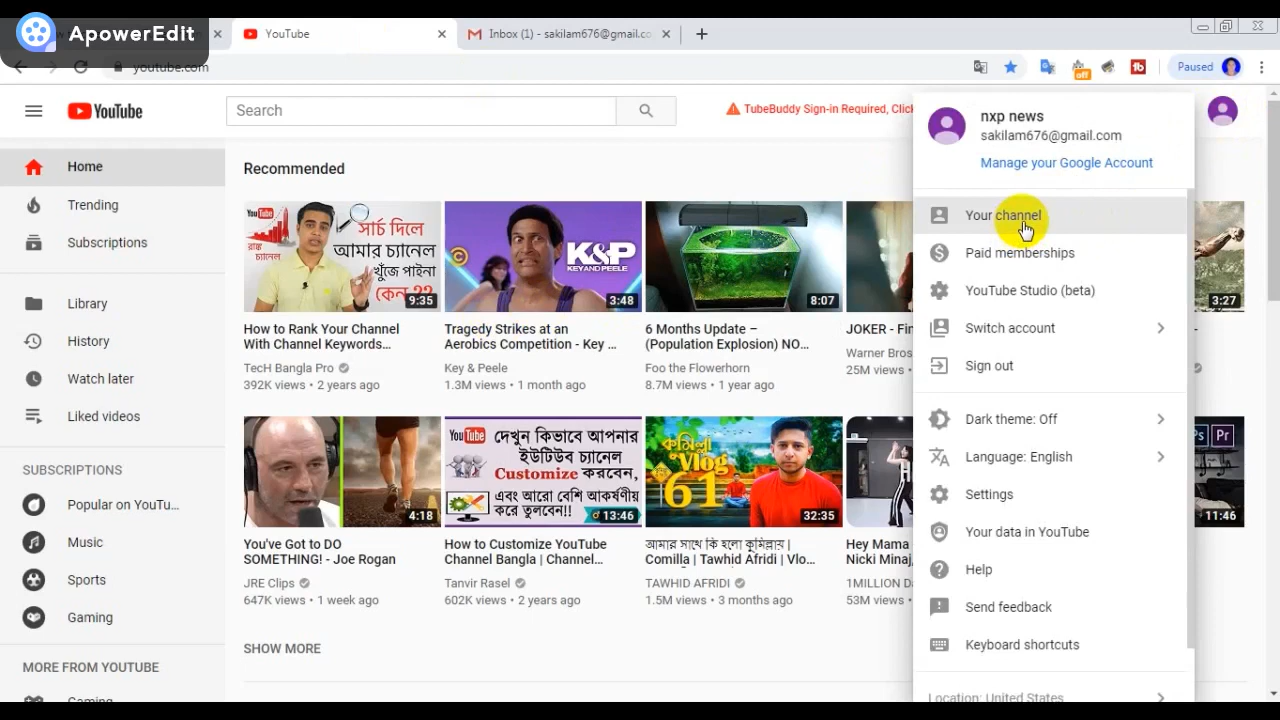 ApowerEdit
YouTube
Inbox (1) - sakilam676@gmail.co
youtube.com
off
Paused
YouTube
Search
TubeBuddy Sign-in Required, Click
nxp news
sakilam676@gmail.com
Manage your Google Account
Home
Trending
Subscriptions
Library
History
Watch later
Liked videos
SUBSCRIPTIONS
Popular on YouTu...
Music
Sports
Gaming
MORE FROM YOUTUBE
Recommended
YouTube
সার্চ দিলে
রাঙ্ক
চ্যানেল
আমার চ্যানেল
খুঁজে পাইনা
কেন ??
9:35
How to Rank Your Channel
With Channel Keywords...
TecH Bangla Pro
392K views • 2 years ago
K&P
KEY AND PEELE
3:48
Tragedy Strikes at an
Aerobics Competition - Key ...
Key & Peele
1.3M views • 1 month ago
8:07
6 Months Update –
(Population Explosion) NO...
Foo the Flowerhorn
8.7M views • 1 year ago
JOKER - Fin
Warner Bros
25M views •
3:27
4:18
You've Got to DO
SOMETHING! - Joe Rogan
JRE Clips
647K views • 1 week ago
YouTube
দেখুন কিভাবে আপনার
ইউটিউব চ্যানেল
Customize করবেন,
এবং আরো বেশি আকর্ষণীয়
করে তুলবেন!!
13:46
How to Customize YouTube
Channel Bangla | Channel...
Tanvir Rasel
602K views • 2 years ago
কুমিল্লা
Vlog
61
32:35
আমার সাথে কি হলো কুমিল্লায় |
Comilla | Tawhid Afridi | Vlo...
TAWHID AFRIDI
1.5M views • 3 months ago
Hey Mama
Nicki Minaj,
1MILLION Da
53M views •
Ps Pr
11:46
SHOW MORE
Your channel
Paid memberships
YouTube Studio (beta)
Switch account
Sign out
Dark theme: Off
Language: English
Settings
Your data in YouTube
Help
Send feedback
Keyboard shortcuts
Location: United States